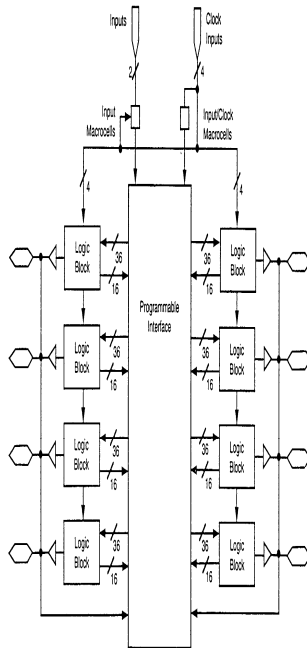 Inputs
Clock
Inputs
2
4
Input
Macrocells
Input/Clock
Macrocells
4
4
Logic
Block
36
16
Programmable
Interface
36
16
Logic
Block
Logic
Block
36
16
36
16
Logic
Block
Logic
Block
36
16
36
16
Logic
Block
Logic
Block
36
16
36
16
Logic
Block